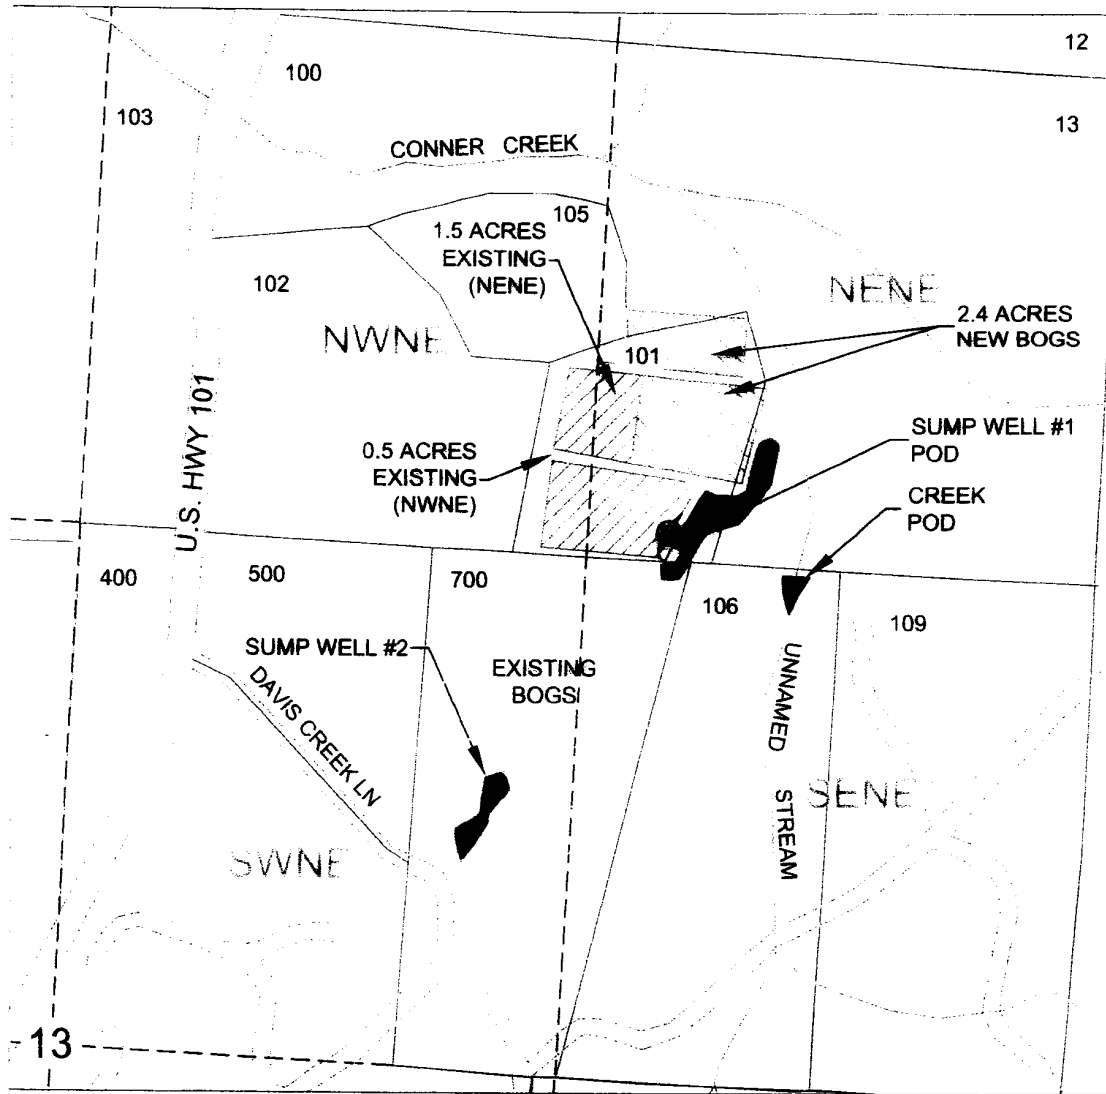 12
100
103
13
CONNER CREEK
105
1.5 ACRES
EXISTING
(NENE)
102
NENE
NWNE
2.4 ACRES
NEW BOGS
101
U.S. HWY 101
0.5 ACRES
EXISTING
(NWNE)
SUMP WELL #1
POD
CREEK
POD
400
500
700
106
109
SUMP WELL #2
EXISTING
BOGS
DAVIS CREEK LN
UNNAMED STREAM
SENE
SWNE
13